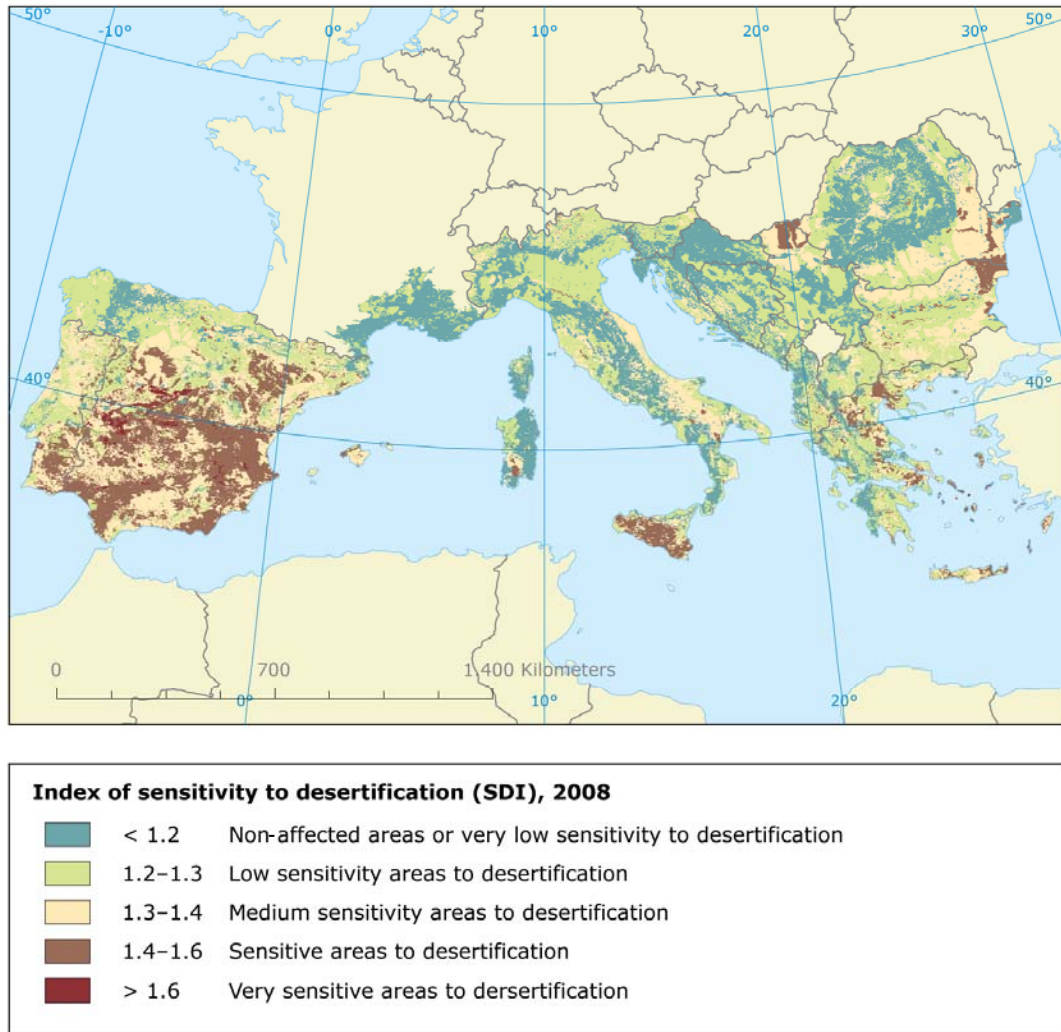 50° -10° 0° 10° 20° 30° 50°
40° 40°
0 700 1 400 Kilometers
0° 10° 20°
Index of sensitivity to desertification (SDI), 2008
< 1.2 Non-affected areas or very low sensitivity to desertification
1.2–1.3 Low sensitivity areas to desertification
1.3–1.4 Medium sensitivity areas to desertification
1.4–1.6 Sensitive areas to desertification
> 1.6 Very sensitive areas to dersertification